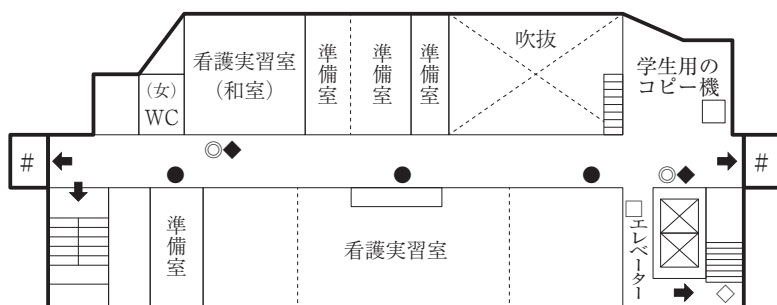 看護実習室
（和室）
準備室
準備室
準備室
吹抜
学生用の
コピー機
（女）
WC
#
#
準備室
看護実習室
エレベーター